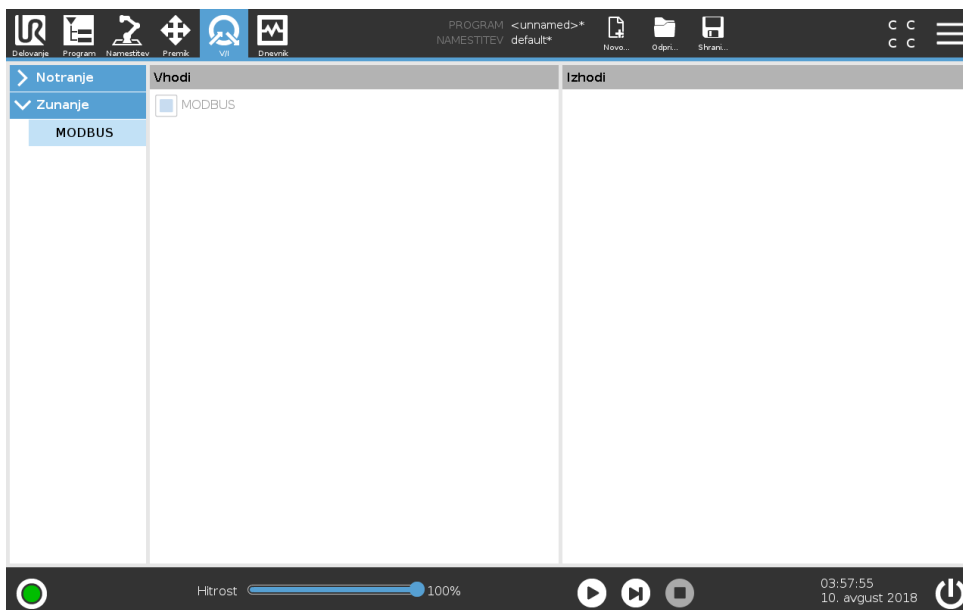 PROGRAM <unnamed>*
NAMESTITEV default*
C C
C C
Delovanje Program Namestitev Premik V/I Dnevnik Novo... Odpri... Shrani...
Notranje
Zunanje
MODBUS
Vhodi
MODBUS
Izhodi
Hitrost 100%
03:57:55
10. avgust 2018